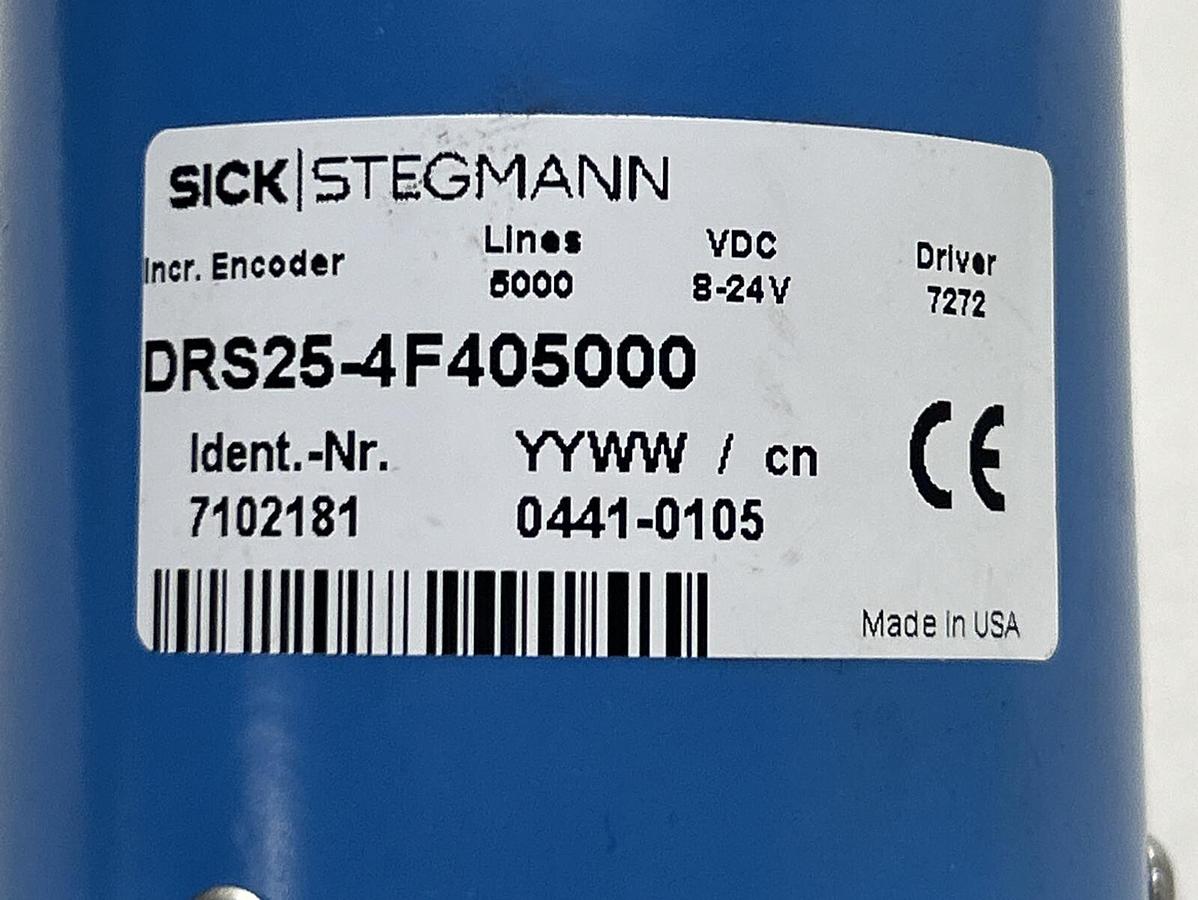 SICK|STEGMANN
Incr. Encoder Lines VDC Driver
5000 8-24V 7272
DRS25-4F405000
Ident.-Nr. YYWW / cn
7102181 0441-0105
CE
Made in USA